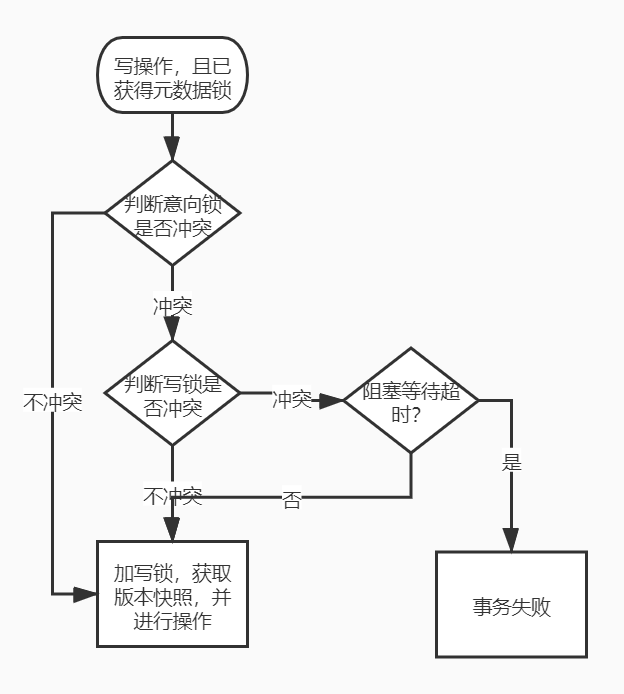 写操作，且已
获得元数据锁
判断意向锁
是否冲突
冲突
判断写锁是
否冲突
冲突
阻塞等待超
时？
不冲突
是
不冲突
否
加写锁，获取
版本快照，并
进行操作
事务失败